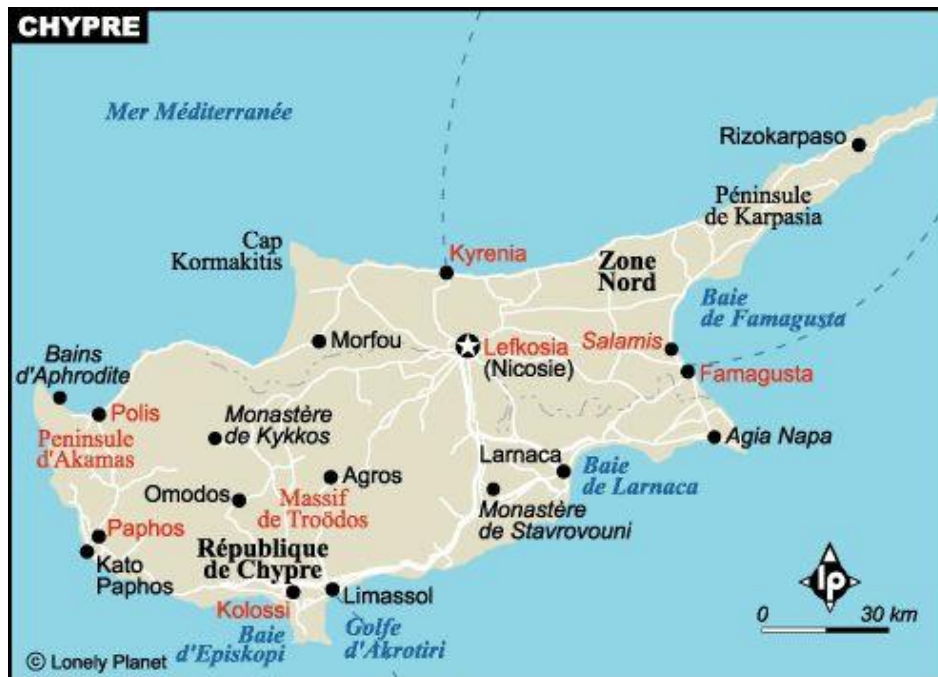 CHYPRE
Mer Méditerranée
Rizokarpaso
Péninsule
de Karpasia
Cap
Kormakitis
Kyrenia
Zone
Nord
Baie
de Famagusta
Morfou
Lefkosia
(Nicosie)
Salamis
Famagusta
Bains
d'Aphrodite
Polis
Peninsule
d'Akamas
Monastère
de Kykkos
Agia Napa
Larnaca
Baie
de Larnaca
Agros
Omodos
Massif
de Troödos
Monastère
de Stavrovouni
Paphos
Kato
Paphos
République
de Chypre
Kolossi
Limassol
Baie
d'Episkopi
Golfe
d'Akrotiri
lp
0 30 km
© Lonely Planet